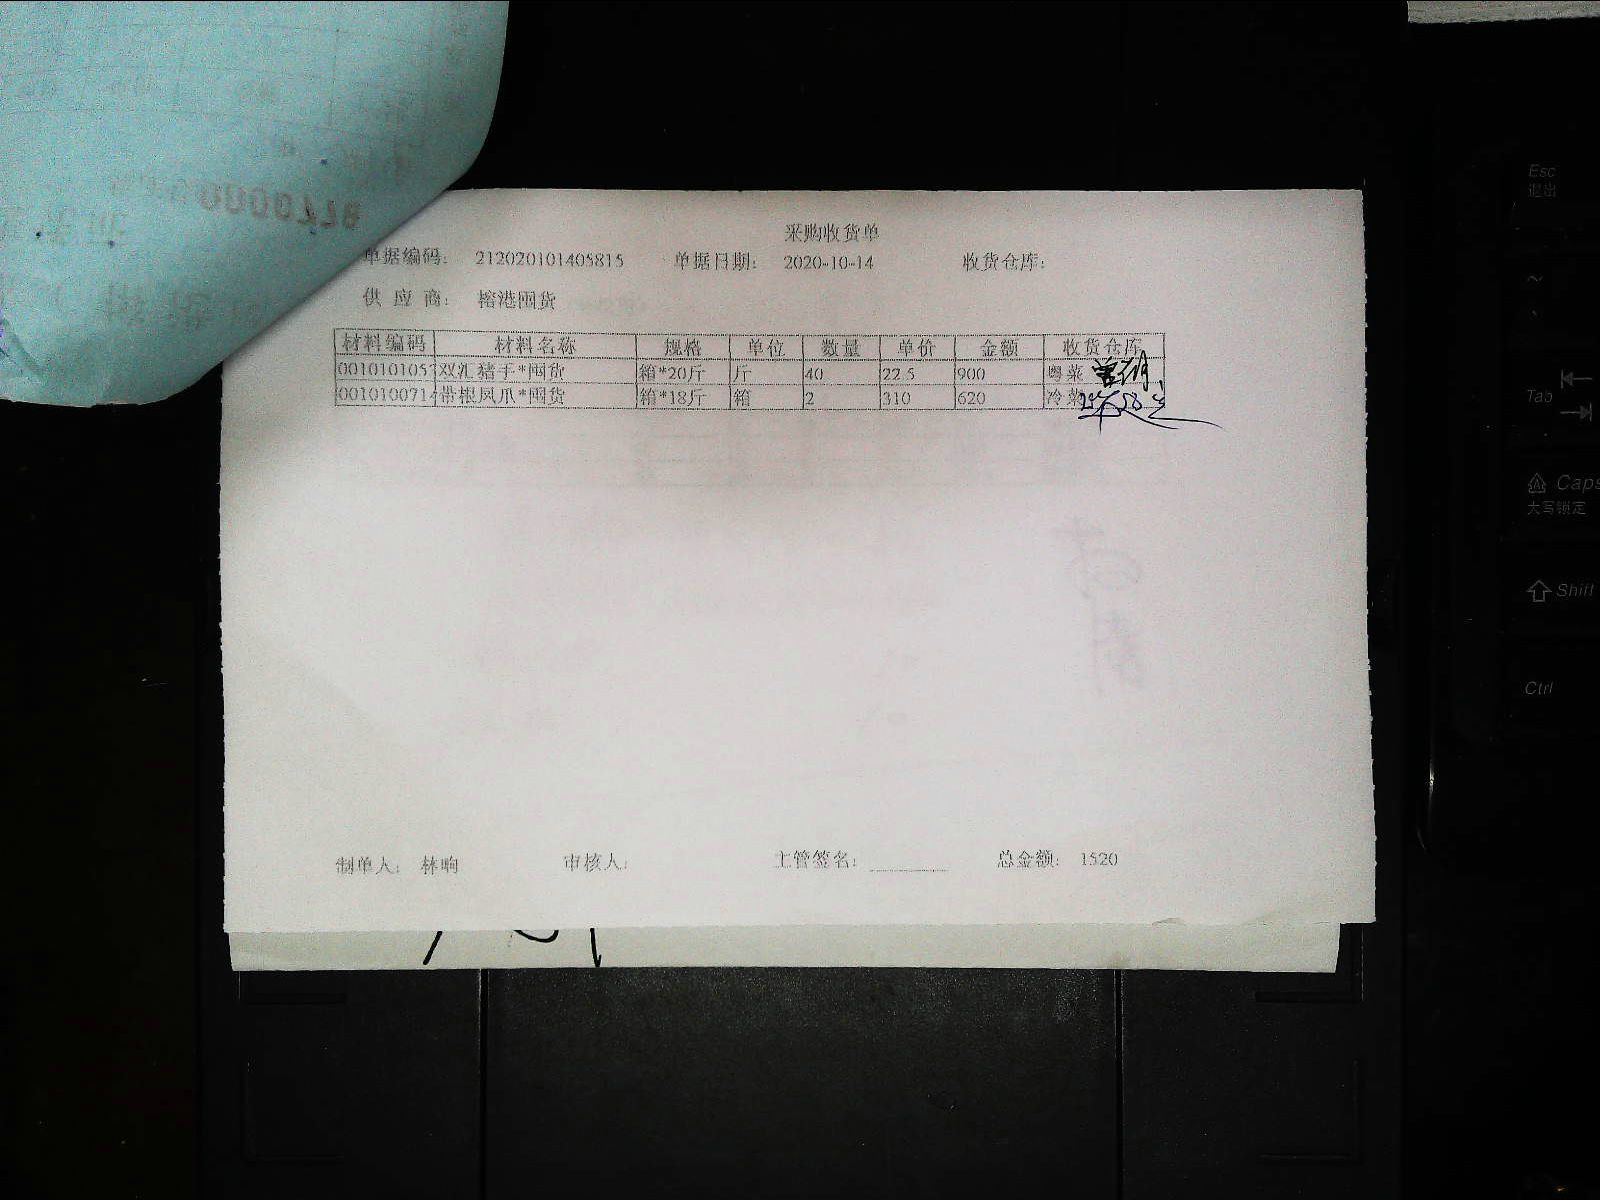 采购收货单
单据编码: 212020101405815 单据日期: 2020-10-14 收货仓库:
供 应 商: 榕港囤货
材料编码 材料名称 规格 单位 数量 单价 金额 收货仓库
0010101057 双汇猪手*囤货 箱*20斤 斤 40 22.5 900 粤菜
0010100714 带根凤爪*囤货 箱*18斤 箱 2 310 620 冷菜
制单人: 林晌 审核人: 主管签名: 总金额: 1520
Esc
退出
~
Tab
Caps
大写锁定
Shift
Ctrl